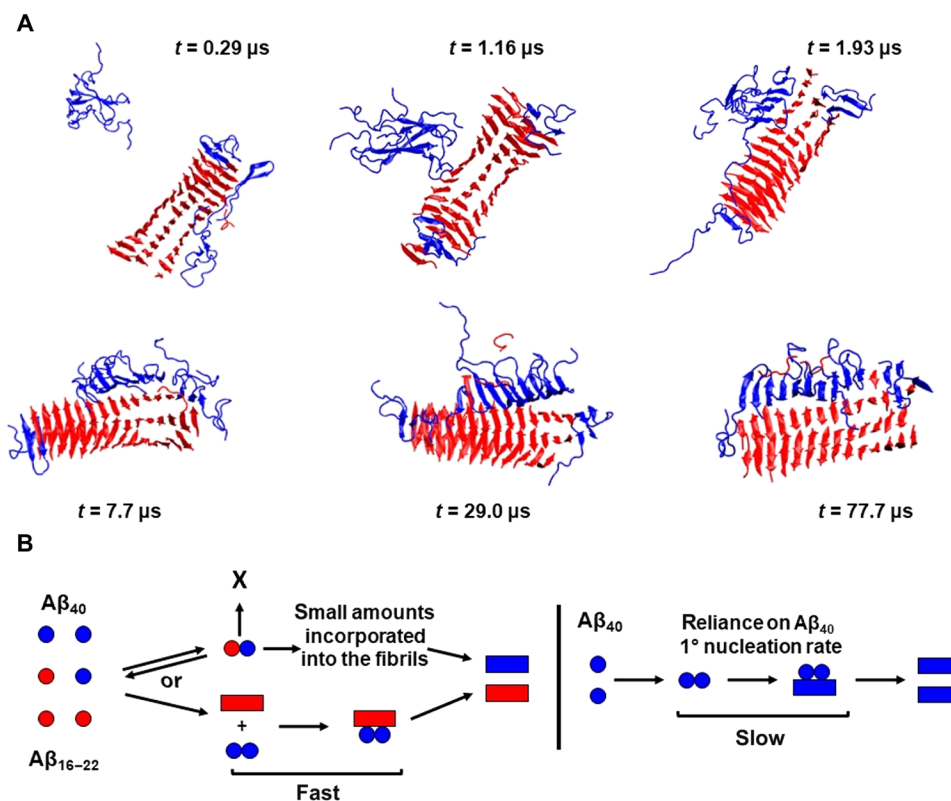 A
t = 0.29 µs
t = 1.16 µs
t = 1.93 µs
t = 7.7 µs
t = 29.0 µs
t = 77.7 µs
B
Aβ₄₀
Aβ₁₆₋₂₂
or
X
+
Small amounts
incorporated
into the fibrils
Fast
Aβ₄₀
Reliance on Aβ₄₀
1° nucleation rate
Slow